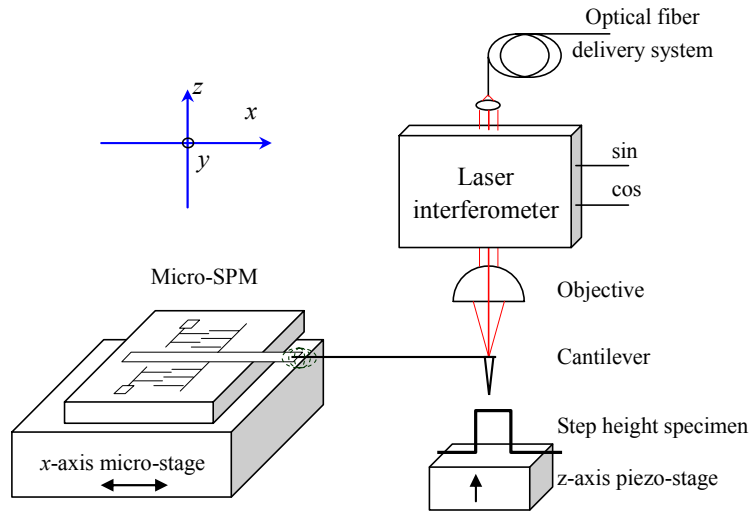 Optical fiber
delivery system
z
x
y
sin
cos
Laser
interferometer
Micro-SPM
Objective
Cantilever
Step height specimen
x-axis micro-stage
z-axis piezo-stage